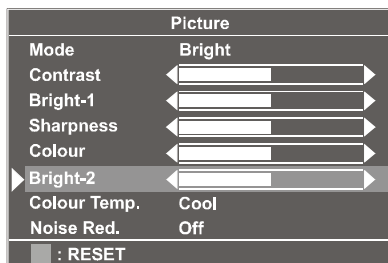 Picture
Mode Bright
Contrast
Bright-1
Sharpness
Colour
Bright-2
Colour Temp. Cool
Noise Red. Off
: RESET